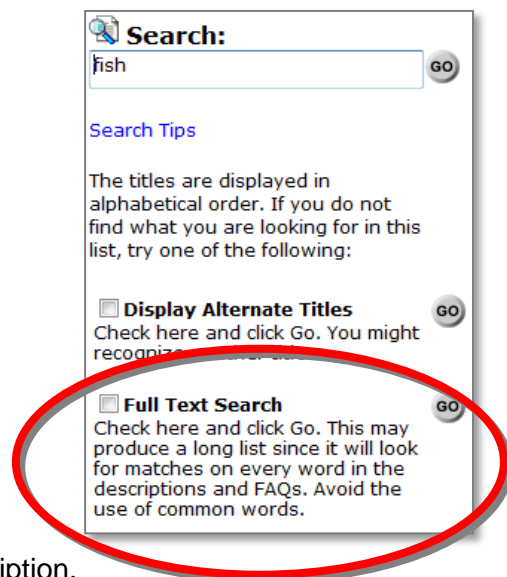 Search:
fish GO
Search Tips
The titles are displayed in
alphabetical order. If you do not
find what you are looking for in this
list, try one of the following:
Display Alternate Titles GO
Check here and click Go. You might
Full Text Search GO
Check here and click Go. This may
produce a long list since it will look
for matches on every word in the
descriptions and FAQs. Avoid the
use of common words.
iption.